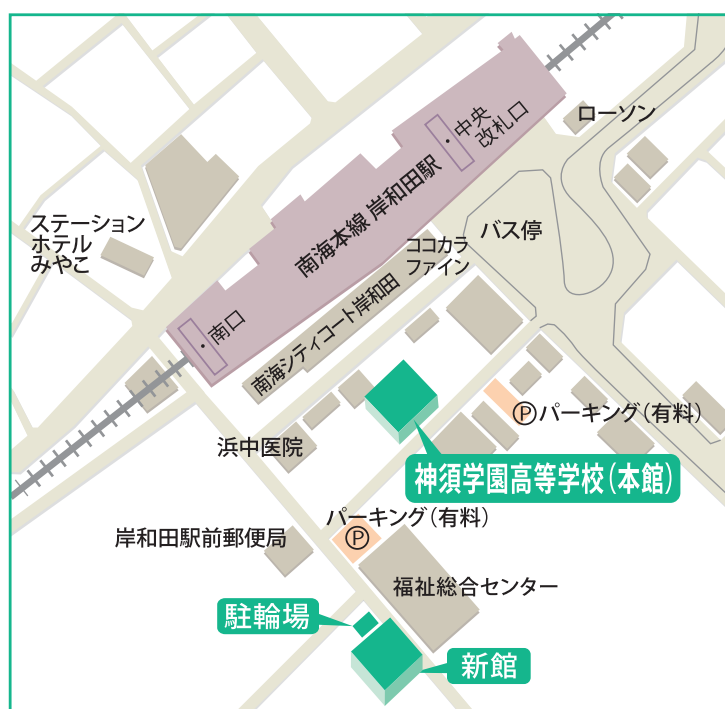 ローソン
中央
改札口
南海本線 岸和田駅
ステーション
ホテル
みやこ
バス停
ココカラ
ファイン
南口
南海シティコート岸和田
Ⓟパーキング（有料）
浜中医院
神須学園高等学校（本館）
パーキング（有料）
Ⓟ
岸和田駅前郵便局
福祉総合センター
駐輪場
新館